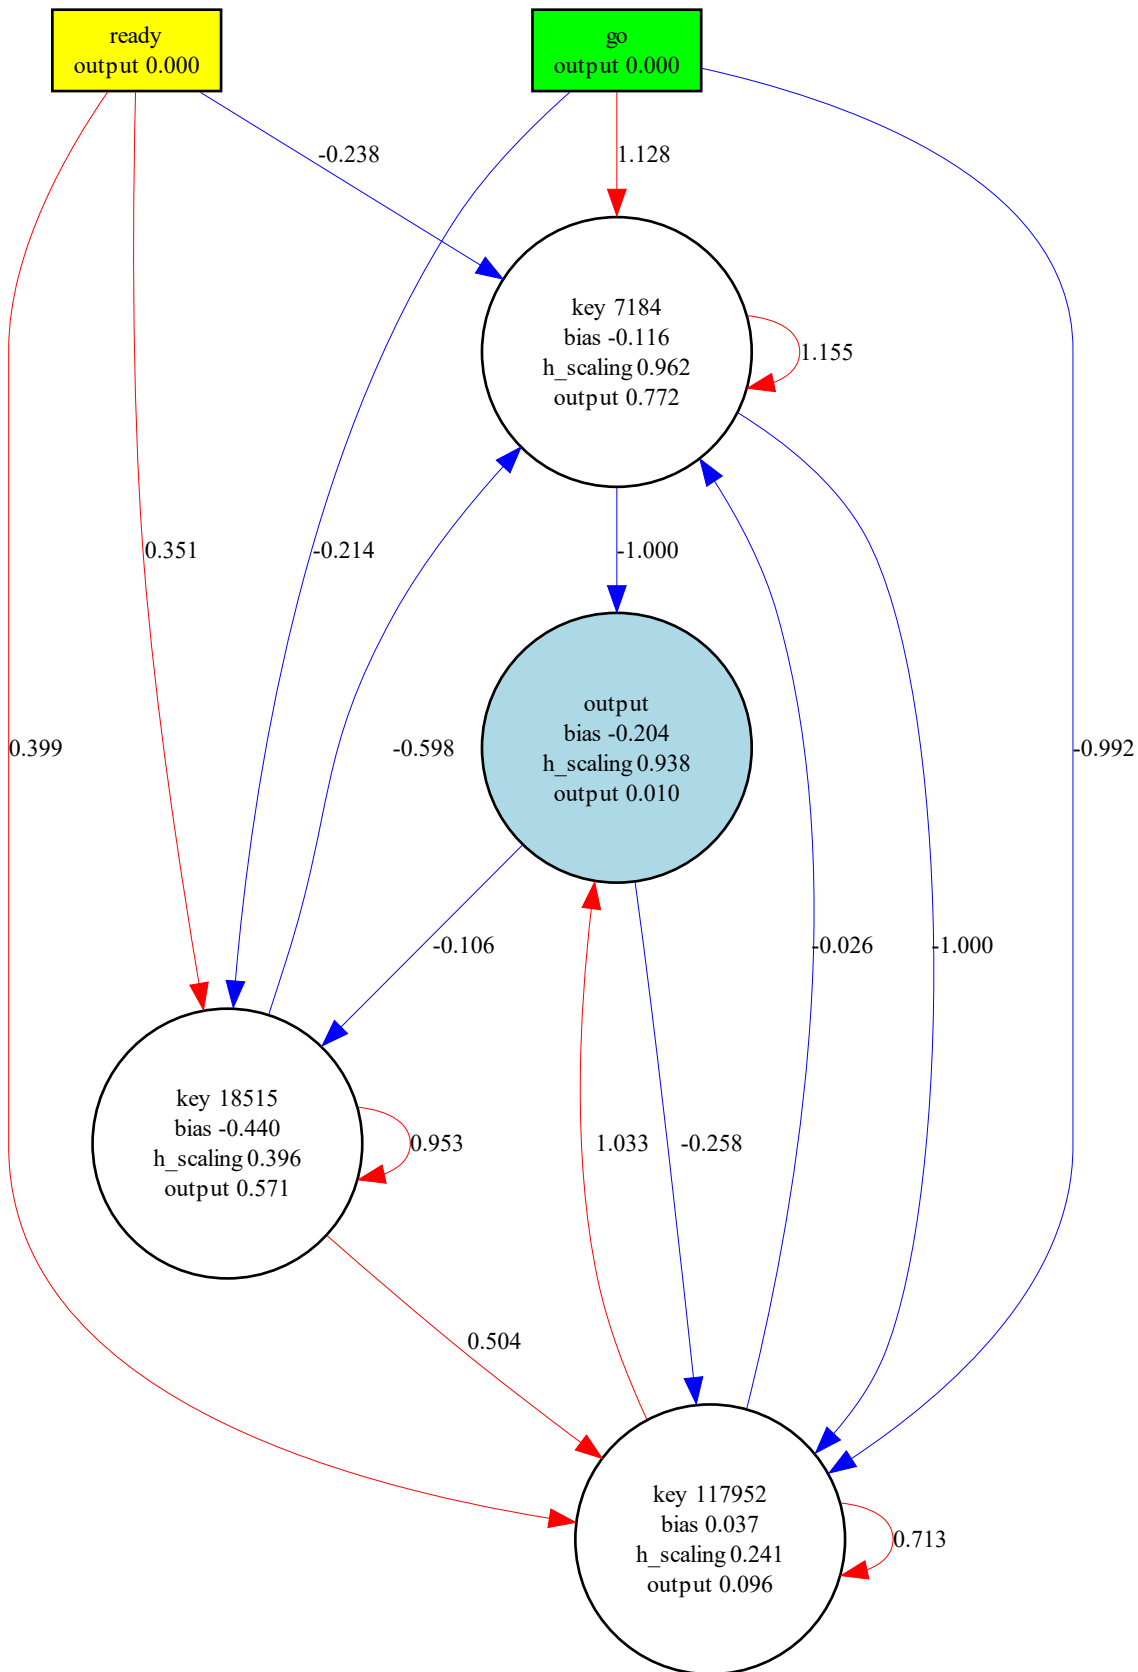 ready
output 0.000
go
output 0.000
-0.238
1.128
key 7184
bias -0.116
h_scaling 0.962
output 0.772
1.155
0.351
-0.214
-1.000
output
bias -0.204
h_scaling 0.938
output 0.010
0.399
-0.598
-0.992
-0.106
-0.026
-1.000
key 18515
bias -0.440
h_scaling 0.396
output 0.571
0.953
1.033
-0.258
0.504
key 117952
bias 0.037
h_scaling 0.241
output 0.096
0.713